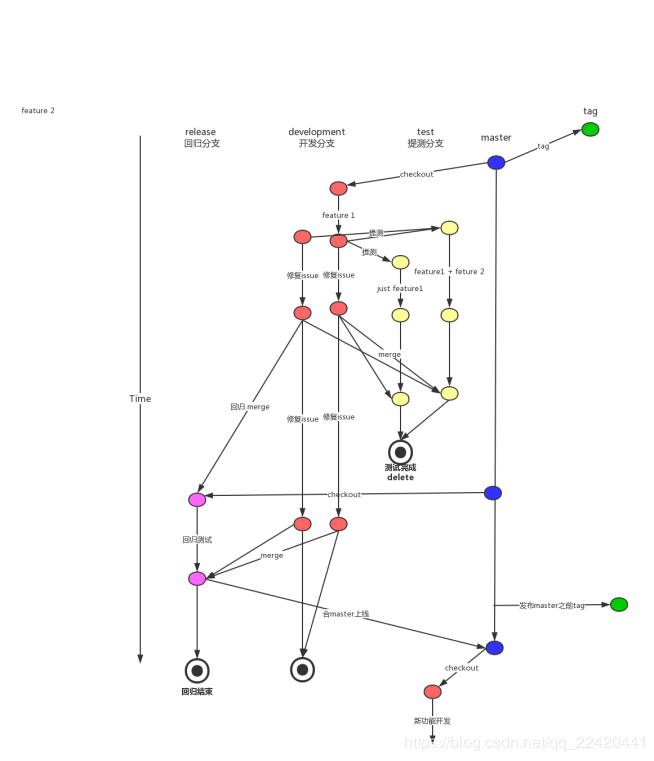 feature 2
tag
release
回归分支
development
开发分支
test
提测分支
master
tag
checkout
feature 1
提测
提测
修复issue
修复issue
feature1 + feture 2
just feature1
merge
Time
回归 merge
修复issue
修复issue
测试完成
delete
checkout
回归测试
merge
合master上线
发布master之前tag
checkout
回归结束
新功能开发
https://blog.csdn.net/qq_22420441